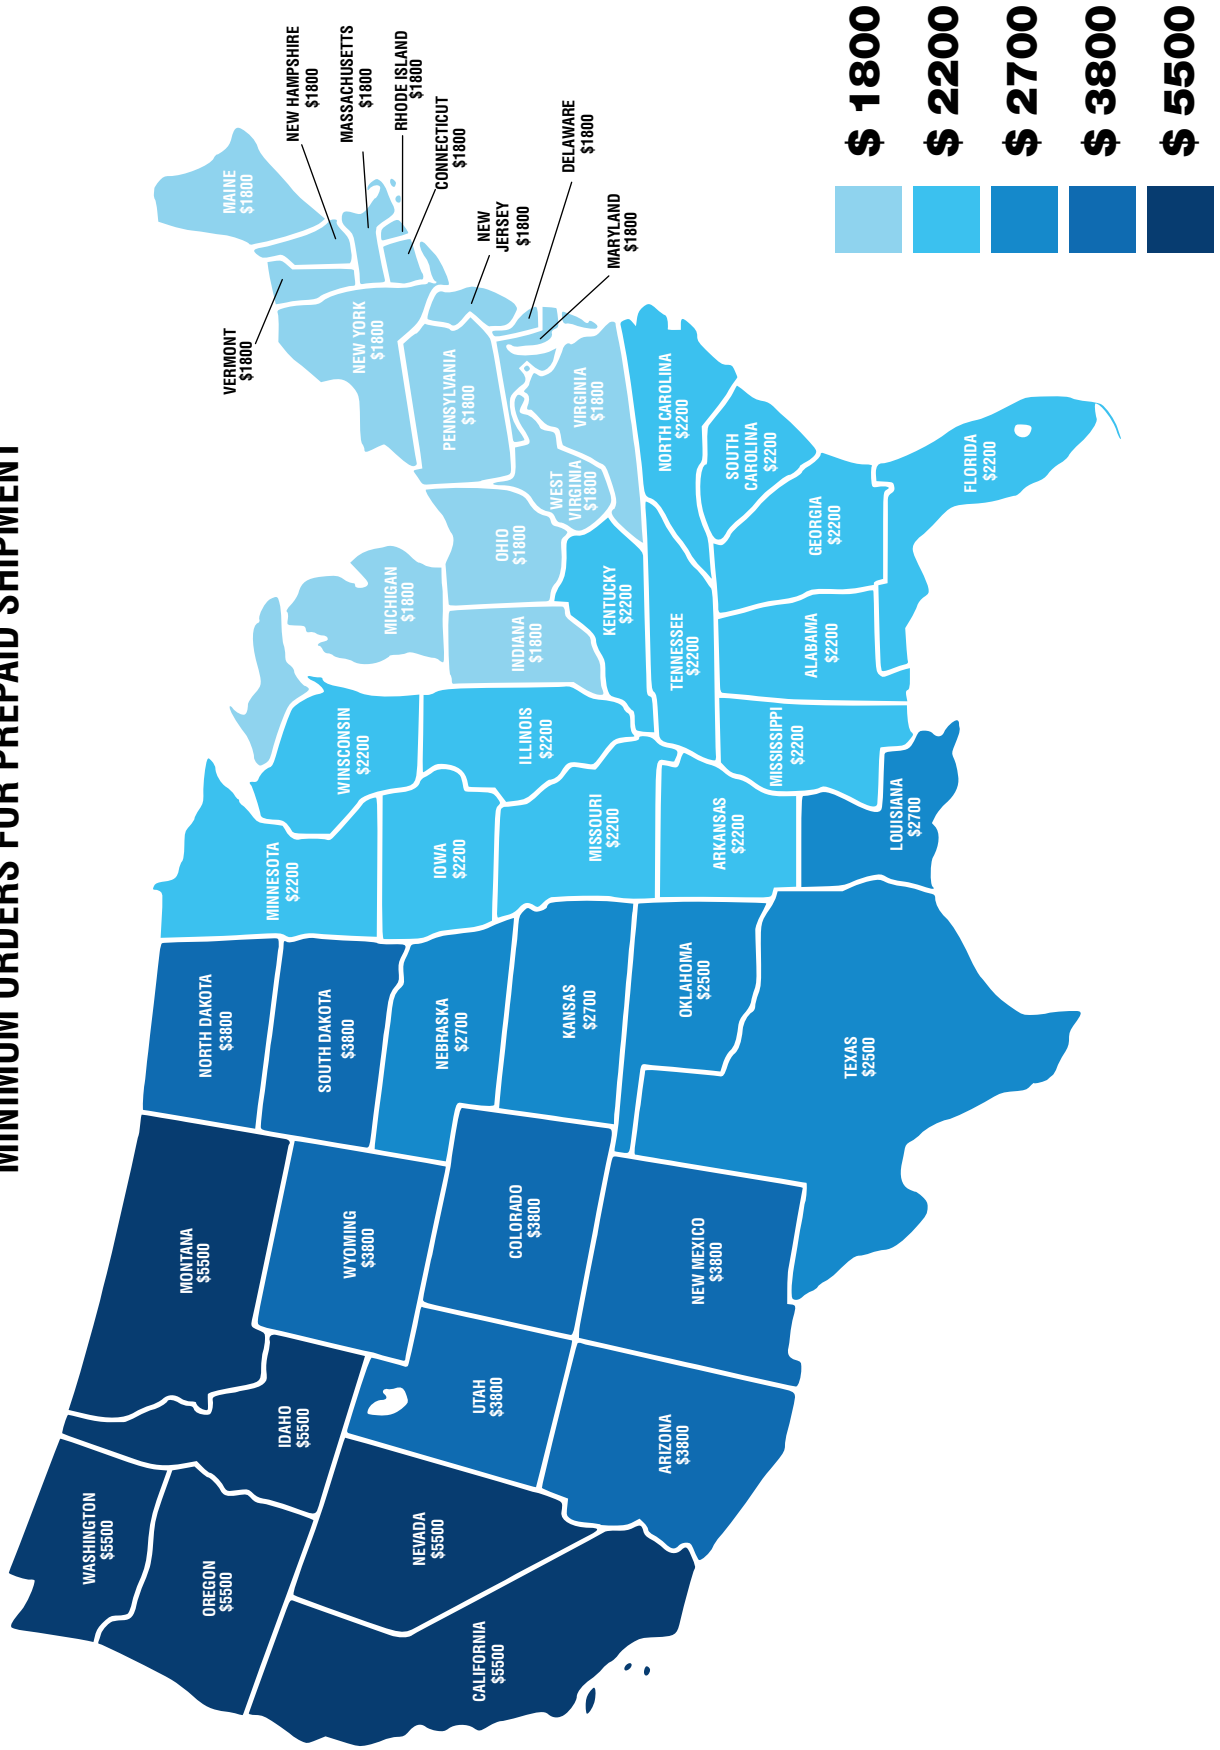 MINIMUM ORDERS FOR PREPAID SHIPMENT
WASHINGTON
$5500
OREGON
$5500
CALIFORNIA
$5500
NEVADA
$5500
IDAHO
$5500
MONTANA
$5500
WYOMING
$3800
UTAH
$3800
ARIZONA
$3800
COLORADO
$3800
NEW MEXICO
$3800
NORTH DAKOTA
$3800
SOUTH DAKOTA
$3800
NEBRASKA
$2700
KANSAS
$2700
OKLAHOMA
$2500
TEXAS
$2500
MINNESOTA
$2200
IOWA
$2200
MISSOURI
$2200
ARKANSAS
$2200
LOUISIANA
$2700
WINSCONSIN
$2200
ILLINOIS
$2200
MISSISSIPPI
$2200
MICHIGAN
$1800
INDIANA
$1800
OHIO
$1800
KENTUCKY
$2200
TENNESSEE
$2200
ALABAMA
$2200
GEORGIA
$2200
FLORIDA
$2200
SOUTH
CAROLINA
$2200
NORTH CAROLINA
$2200
WEST
VIRGINIA
$1800
VIRGINIA
$1800
PENNSYLVANIA
$1800
NEW YORK
$1800
VERMONT
$1800
MAINE
$1800
NEW HAMPSHIRE
$1800
MASSACHUSETTS
$1800
RHODE ISLAND
$1800
CONNECTICUT
$1800
NEW
JERSEY
$1800
DELAWARE
$1800
MARYLAND
$1800
$ 1800
$ 2200
$ 2700
$ 3800
$ 5500